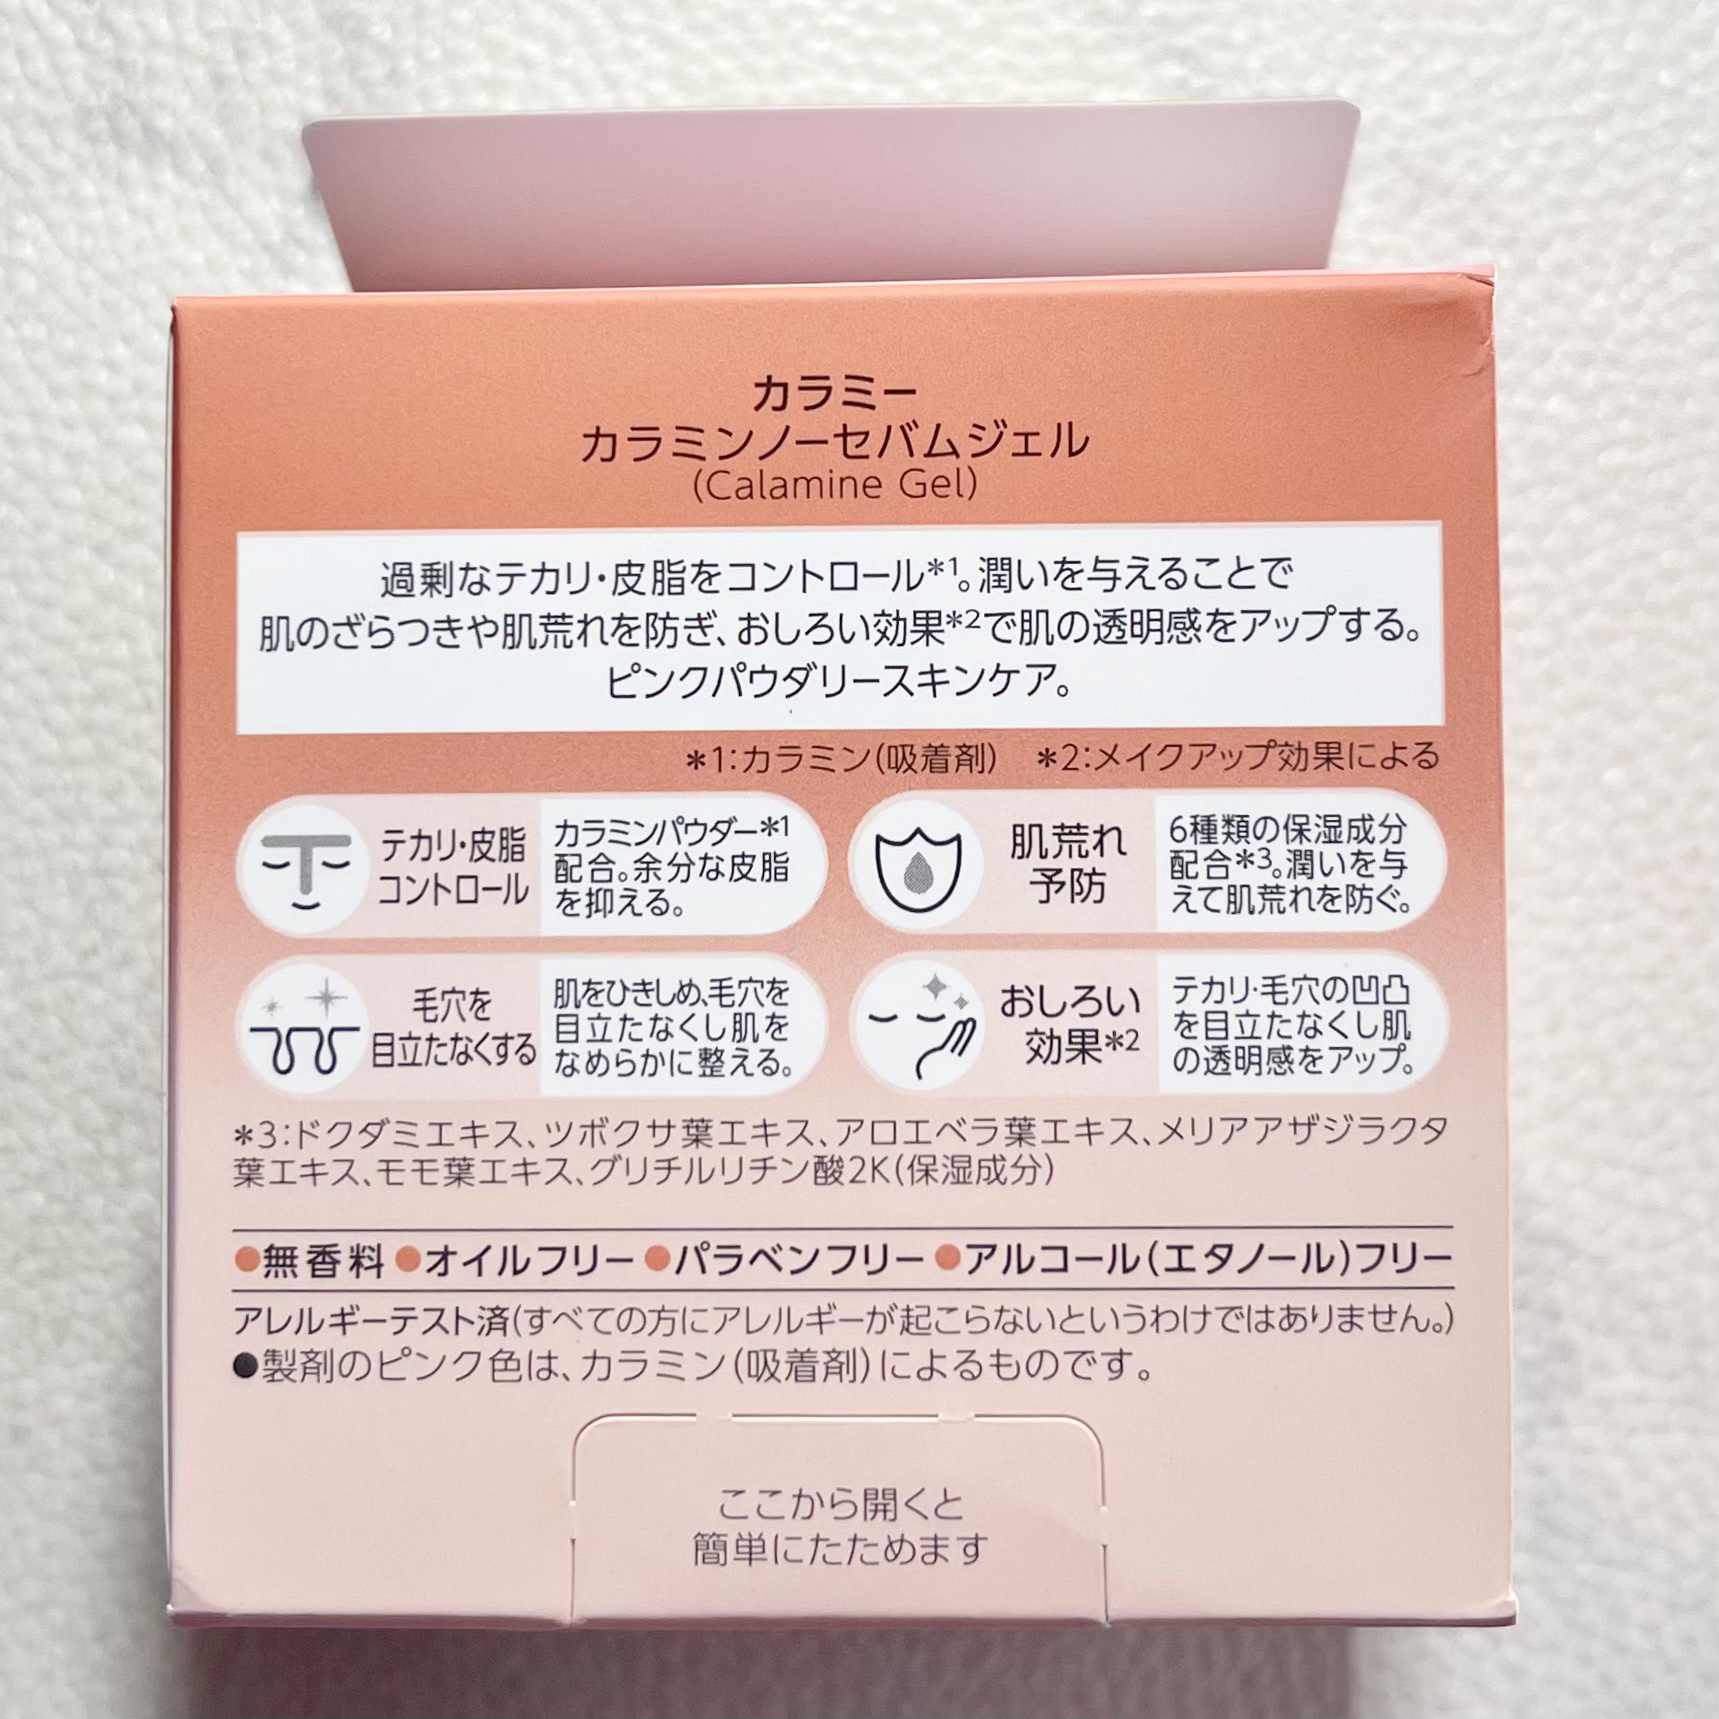 カラミー
カラミンノーセバムジェル
(Calamine Gel)
過剰なテカリ・皮脂をコントロール*1。潤いを与えることで
肌のざらつきや肌荒れを防ぎ、おしろい効果*2で肌の透明感をアップする。
ピンクパウダリースキンケア。
*1:カラミン(吸着剤) *2:メイクアップ効果による
テカリ・皮脂
コントロール
カラミンパウダー*1
配合。余分な皮脂
を抑える。
肌荒れ
予防
6種類の保湿成分
配合*3。潤いを与
えて肌荒れを防ぐ。
毛穴を
目立たなくする
肌をひきしめ、毛穴を
目立たなくし肌を
なめらかに整える。
おしろい
効果*2
テカリ・毛穴の凹凸
を目立たなくし肌
の透明感をアップ。
*3:ドクダミエキス、ツボクサ葉エキス、アロエベラ葉エキス、メリアアザジラクタ
葉エキス、モモ葉エキス、グリチルリチン酸2K(保湿成分)
●無香料 ●オイルフリー ●パラベンフリー ●アルコール(エタノール)フリー
アレルギーテスト済(すべての方にアレルギーが起こらないというわけではありません。)
●製剤のピンク色は、カラミン(吸着剤)によるものです。
ここから開くと
簡単にたためます